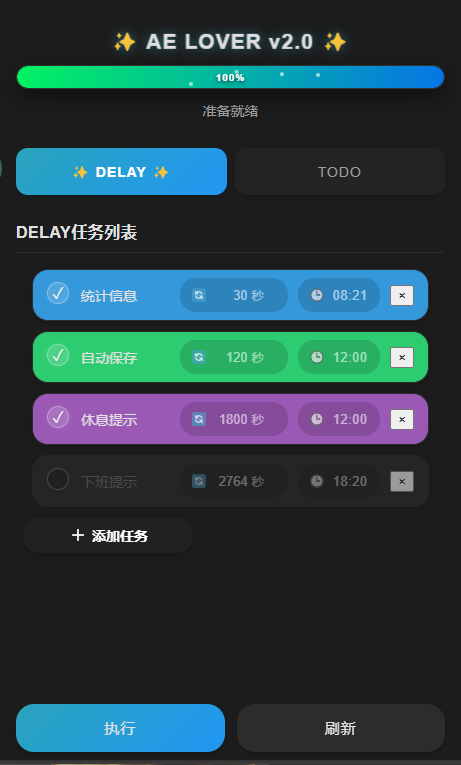 ✨ AE LOVER v2.0 ✨
100%
准备就绪
✨ DELAY ✨ TODO
DELAY任务列表
统计信息 30 秒 08:21 ×
自动保存 120 秒 12:00 ×
休息提示 1800 秒 12:00 ×
下班提示 2764 秒 18:20 ×
+ 添加任务
执行 刷新